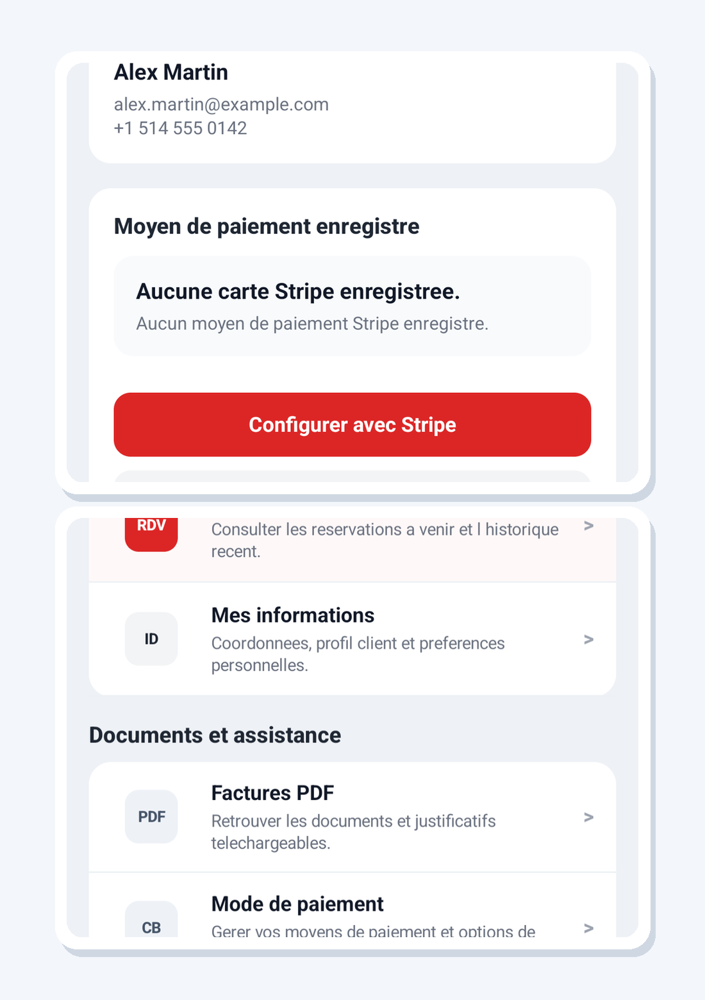 Alex Martin
alex.martin@example.com
+1 514 555 0142
Moyen de paiement enregistre
Aucune carte Stripe enregistree.
Aucun moyen de paiement Stripe enregistre.
Configurer avec Stripe
RDV
Consulter les reservations a venir et l historique
recent.
>
ID
Mes informations
Coordonnees, profil client et preferences
personnelles.
>
Documents et assistance
PDF
Factures PDF
Retrouver les documents et justificatifs
telechargeables.
>
CB
Mode de paiement
Gerer vos moyens de paiement et options de
>